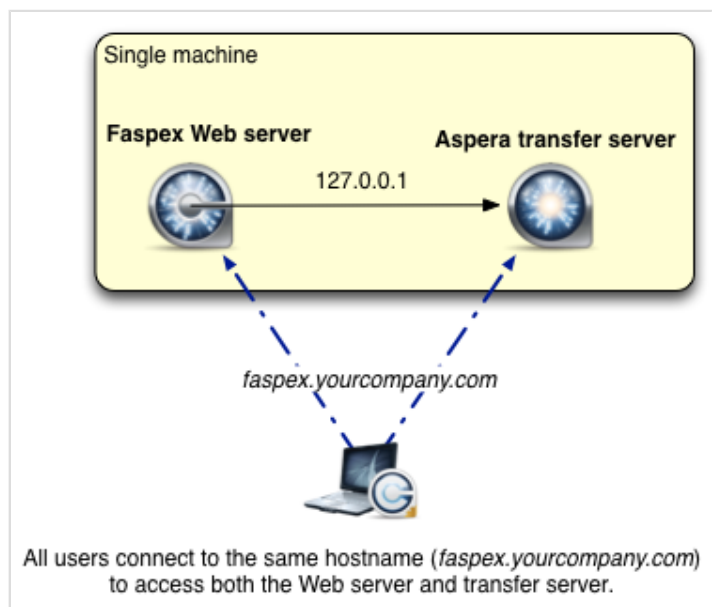 Single machine
Faspex Web server
Aspera transfer server
127.0.0.1
faspex.yourcompany.com
All users connect to the same hostname (faspex.yourcompany.com)
to access both the Web server and transfer server.